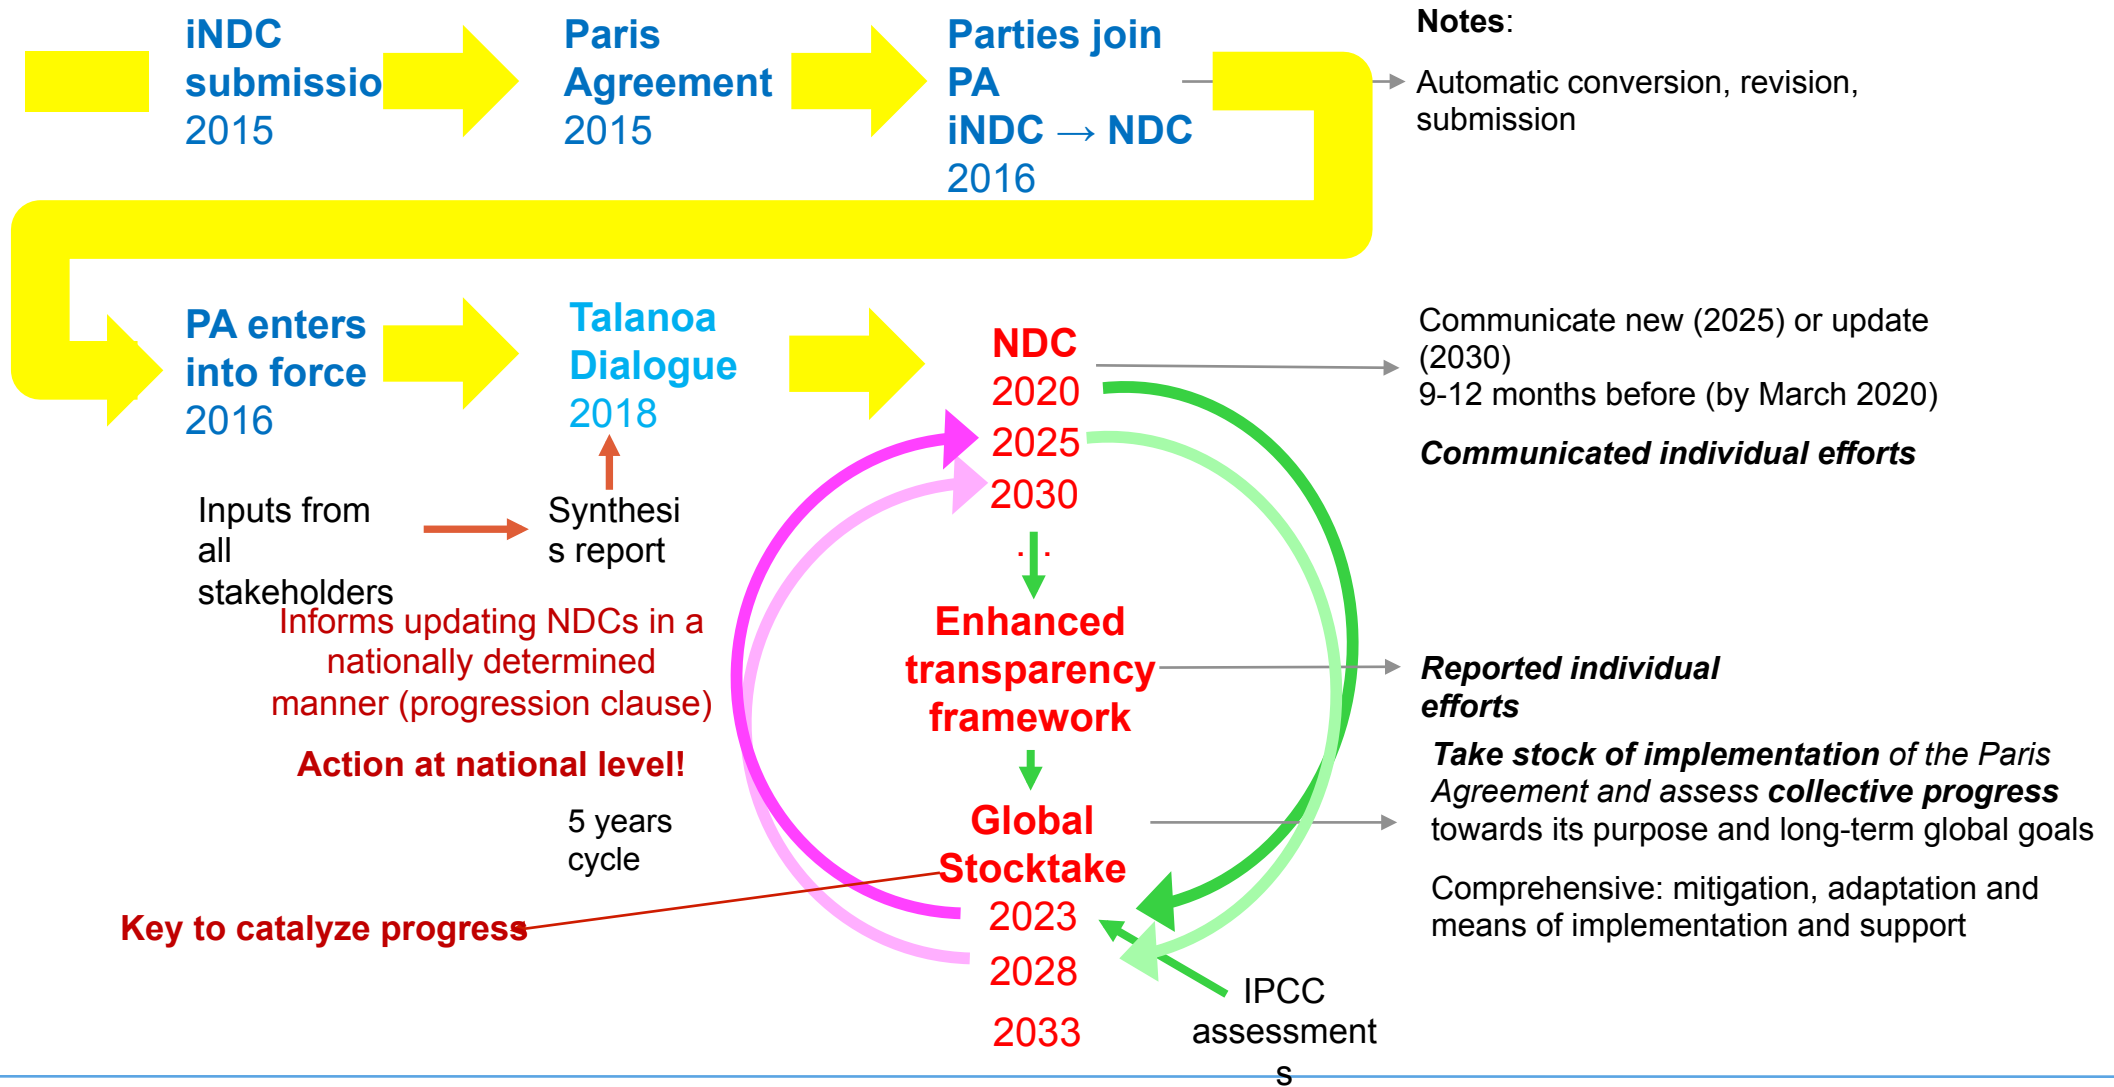 iNDC
submissio
2015
Paris
Agreement
2015
Parties join
PA
iNDC → NDC
2016
Notes:
Automatic conversion, revision,
submission
PA enters
into force
2016
Talanoa
Dialogue
2018
NDC
2020
2025
2030
. .
Communicate new (2025) or update
(2030)
9-12 months before (by March 2020)
Communicated individual efforts
Inputs from
all
stakeholders
Synthesi
s report
Informs updating NDCs in a
nationally determined
manner (progression clause)
Action at national level!
5 years
cycle
Enhanced
transparency
framework
Reported individual
efforts
Take stock of implementation of the Paris
Agreement and assess collective progress
towards its purpose and long-term global goals
Comprehensive: mitigation, adaptation and
means of implementation and support
Global
Stocktake
2023
2028
2033
Key to catalyze progress
IPCC
assessment
s